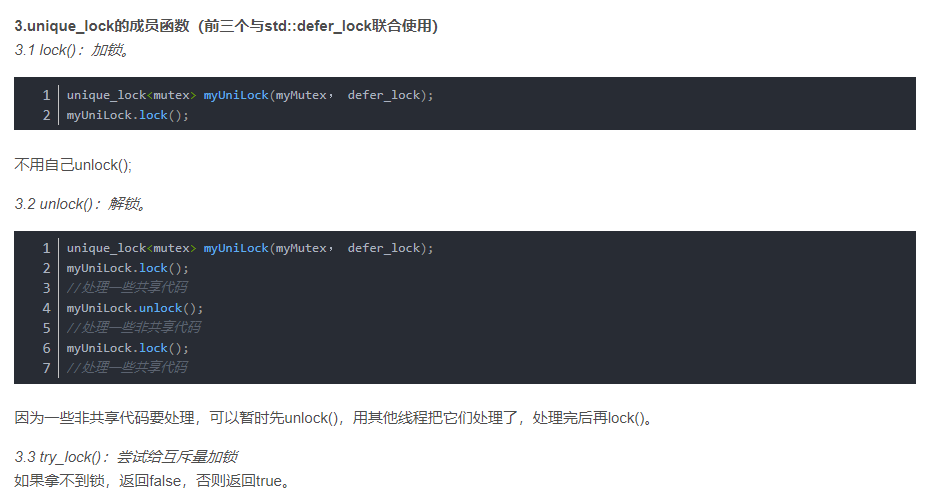 3.unique_lock的成员函数（前三个与std::defer_lock联合使用）
3.1 lock()：加锁。
1 unique_lock<mutex> myUniLock(myMutex， defer_lock);
2 myUniLock.lock();
不用自己unlock();
3.2 unlock()：解锁。
1 unique_lock<mutex> myUniLock(myMutex， defer_lock);
2 myUniLock.lock();
3 //处理一些共享代码
4 myUniLock.unlock();
5 //处理一些非共享代码
6 myUniLock.lock();
7 //处理一些共享代码
因为一些非共享代码要处理，可以暂时先unlock()，用其他线程把它们处理了，处理完后再lock()。
3.3 try_lock()：尝试给互斥量加锁
如果拿不到锁，返回false，否则返回true。